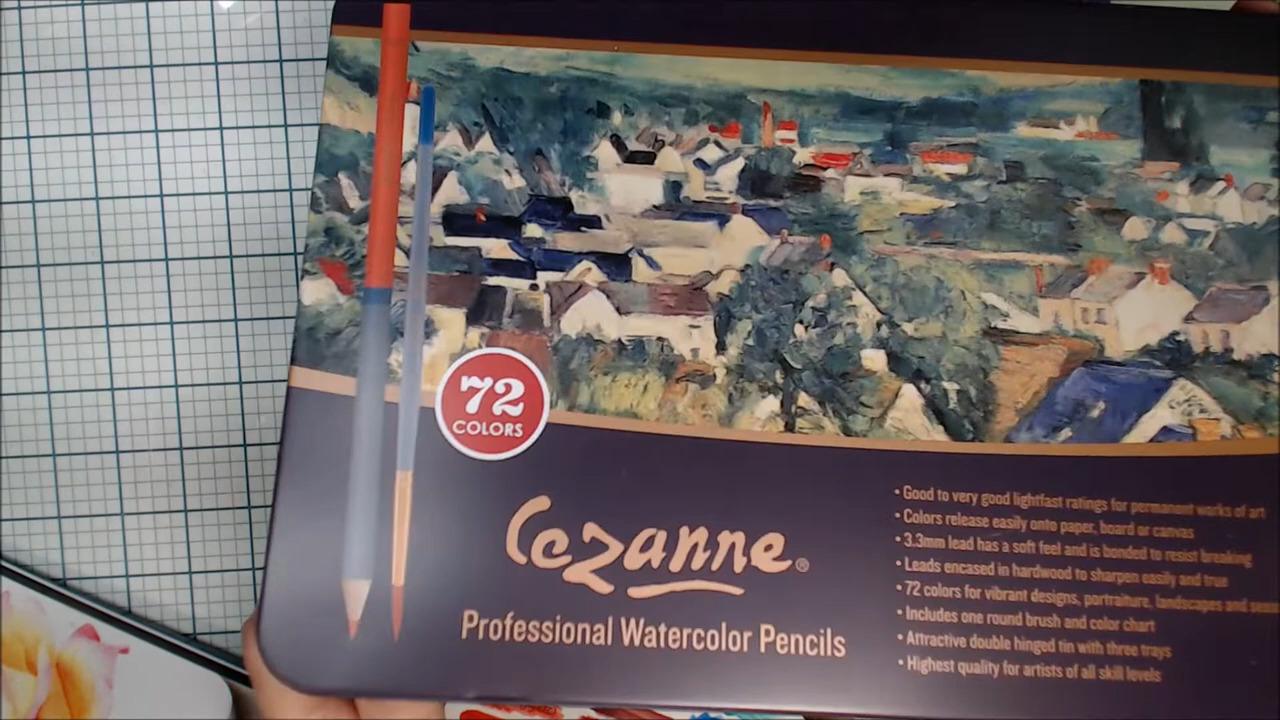 72
COLORS
Cezanne®
Professional Watercolor Pencils
• Good to very good lightfast ratings for permanent works of art
• Colors release easily onto paper, board or canvas
• 3.3mm lead has a soft feel and is bonded to resist breaking
• Leads encased in hardwood to sharpen easily and true
• 72 colors for vibrant designs, portraiture, landscapes and
• Includes one round brush and color chart
• Attractive double hinged tin with three trays
• Highest quality for artists of all skill levels